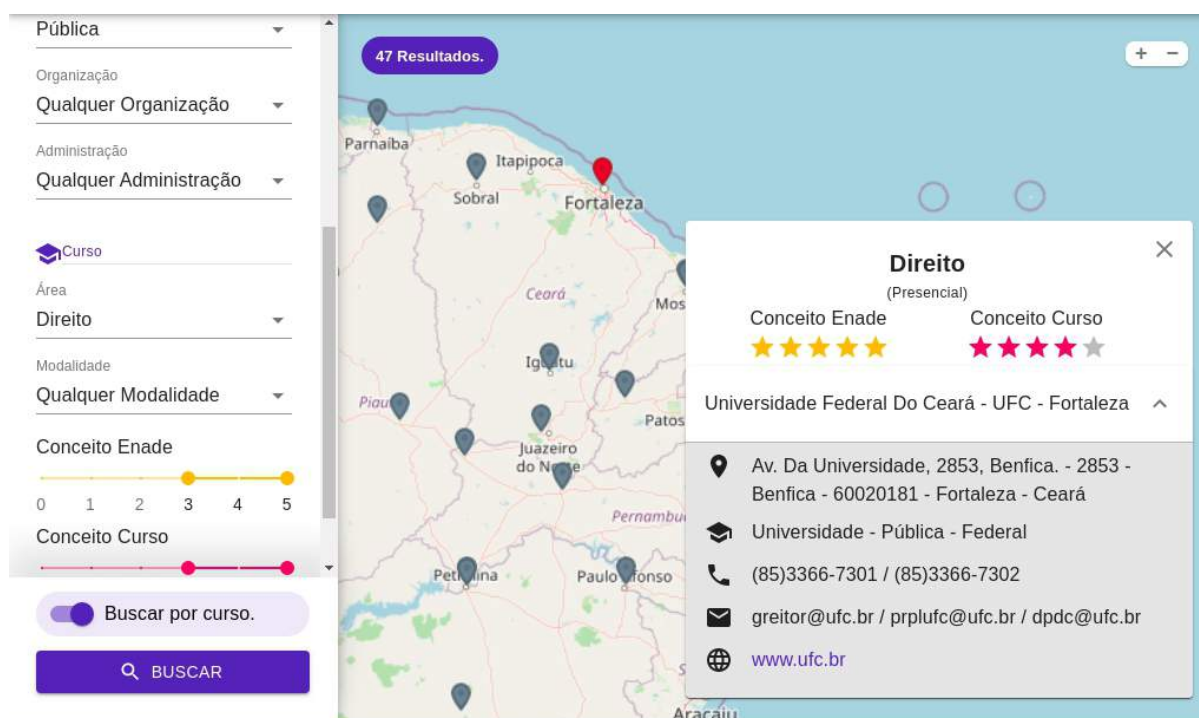 Pública
Organização
Qualquer Organização
Administração
Qualquer Administração
Curso
Área
Direito
Modalidade
Qualquer Modalidade
Conceito Enade
0 1 2 3 4 5
Conceito Curso
Buscar por curso.
BUSCAR
47 Resultados.
+ −
Parnaíba
Itapipoca
Sobral
Fortaleza
Ceará
Mos
Iguatu
Piauí
Patos
Juazeiro
do Norte
Pernambu
Petrolina
Paulo Afonso
Aracaju
Direito
(Presencial)
Conceito Enade Conceito Curso
Universidade Federal Do Ceará - UFC - Fortaleza
Av. Da Universidade, 2853, Benfica. - 2853 -
Benfica - 60020181 - Fortaleza - Ceará
Universidade - Pública - Federal
(85)3366-7301 / (85)3366-7302
greitor@ufc.br / prplufc@ufc.br / dpdc@ufc.br
www.ufc.br